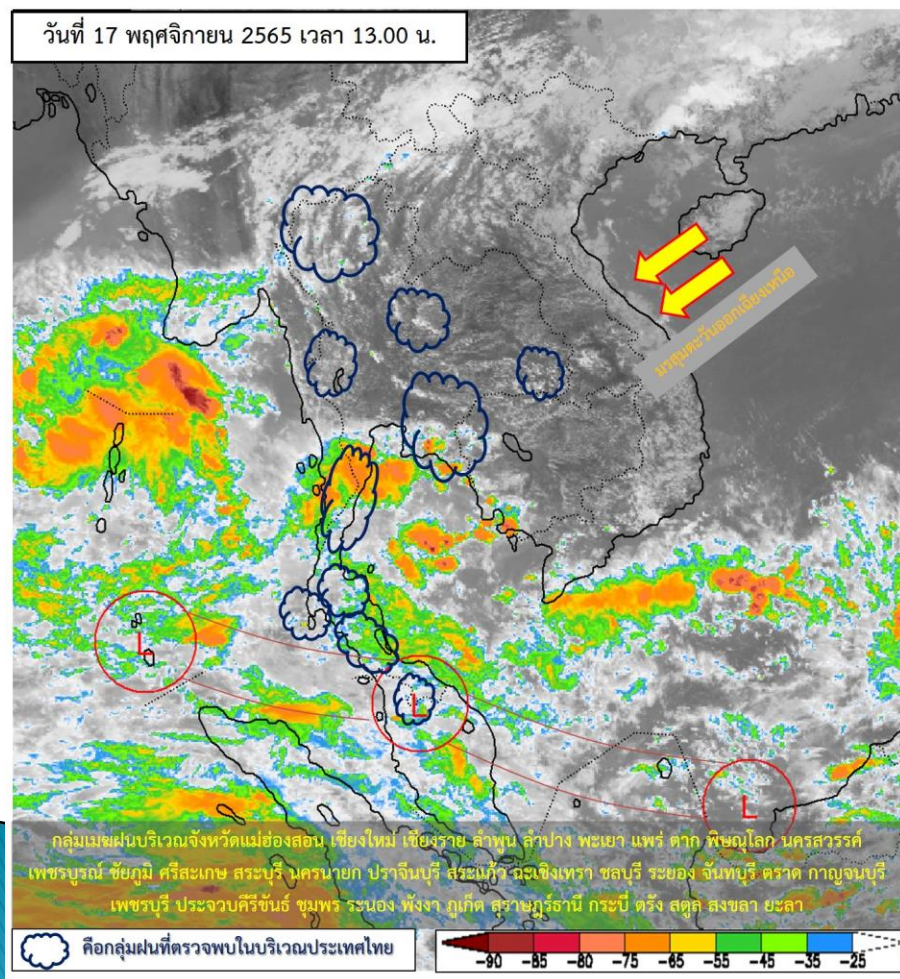 วันที่ 17 พฤศจิกายน 2565 เวลา 13.00 น.
มรสุมตะวันออกเฉียงเหนือ
L
L
L
กลุ่มเมฆฝนบริเวณจังหวัดแม่ฮ่องสอน เชียงใหม่ เชียงราย ลำพูน ลำปาง พะเยา แพร่ ตาก พิษณุโลก นครสวรรค์
เพชรบูรณ์ ชัยภูมิ ศรีสะเกษ สระบุรี นครนายก ปราจีนบุรี สระแก้ว ฉะเชิงเทรา ชลบุรี ระยอง จันทบุรี ตราด กาญจนบุรี
เพชรบุรี ประจวบคีรีขันธ์ ชุมพร ระนอง พังงา ภูเก็ต สุราษฎร์ธานี กระบี่ ตรัง สตูล สงขลา ยะลา
คือกลุ่มฝนที่ตรวจพบในบริเวณประเทศไทย
-90 -85 -80 -75 -65 -55 -45 -35 -25